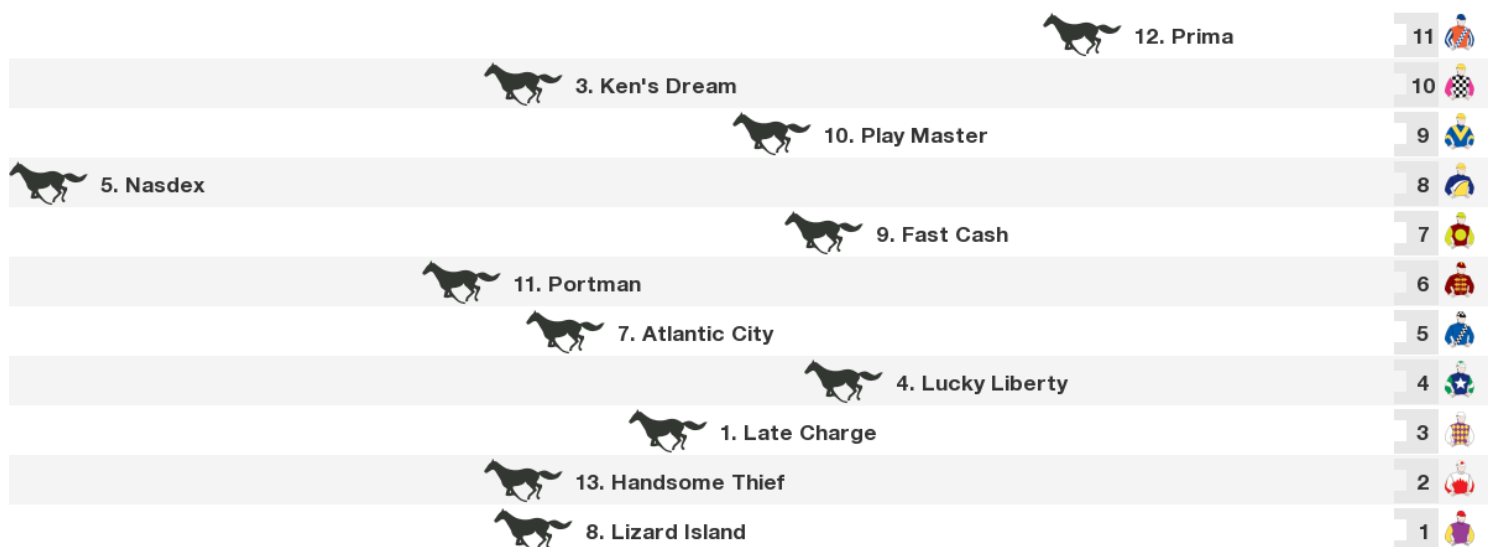 12. Prima 11
3. Ken's Dream 10
10. Play Master 9
5. Nasdex 8
9. Fast Cash 7
11. Portman 6
7. Atlantic City 5
4. Lucky Liberty 4
1. Late Charge 3
13. Handsome Thief 2
8. Lizard Island 1